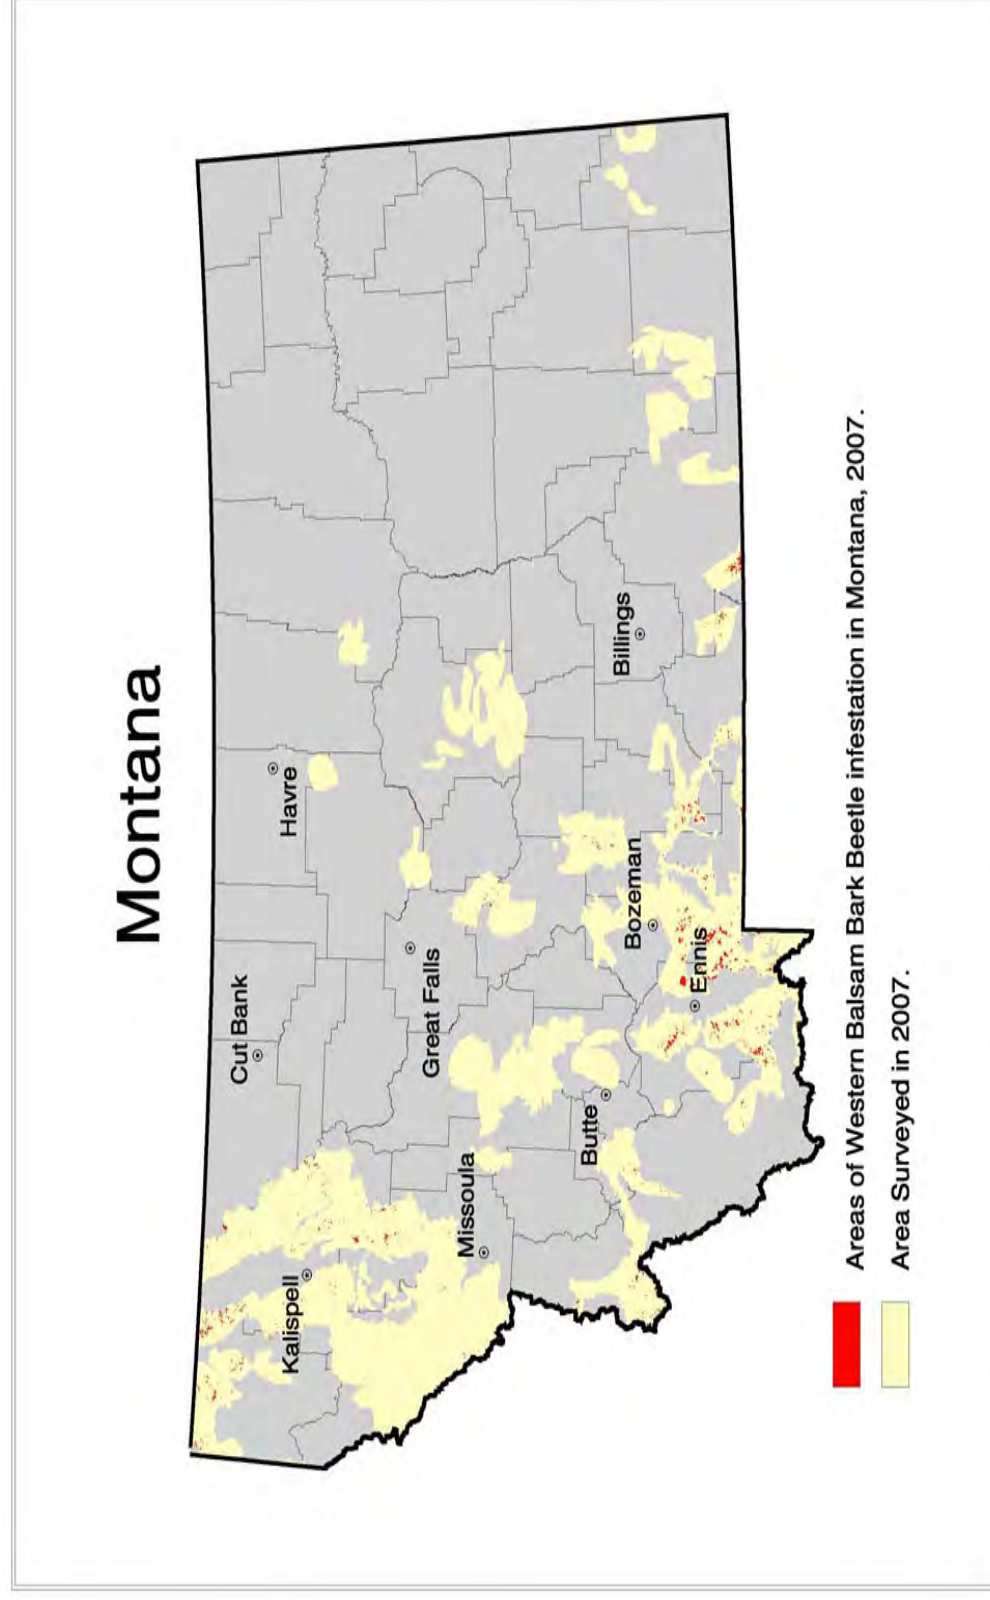 Montana
Cut Bank
Havre
Kalispell
Great Falls
Missoula
Butte
Bozeman
Billings
Ennis
Areas of Western Balsam Bark Beetle infestation in Montana, 2007.
Area Surveyed in 2007.